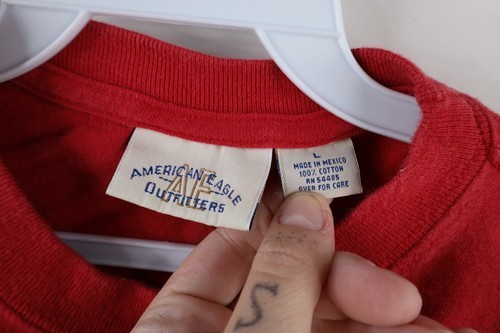 AMERICAN EAGLE
AE
OUTFITTERS
L
MADE IN MEXICO
100% COTTON
RN 54485
OVER FOR CARE
S